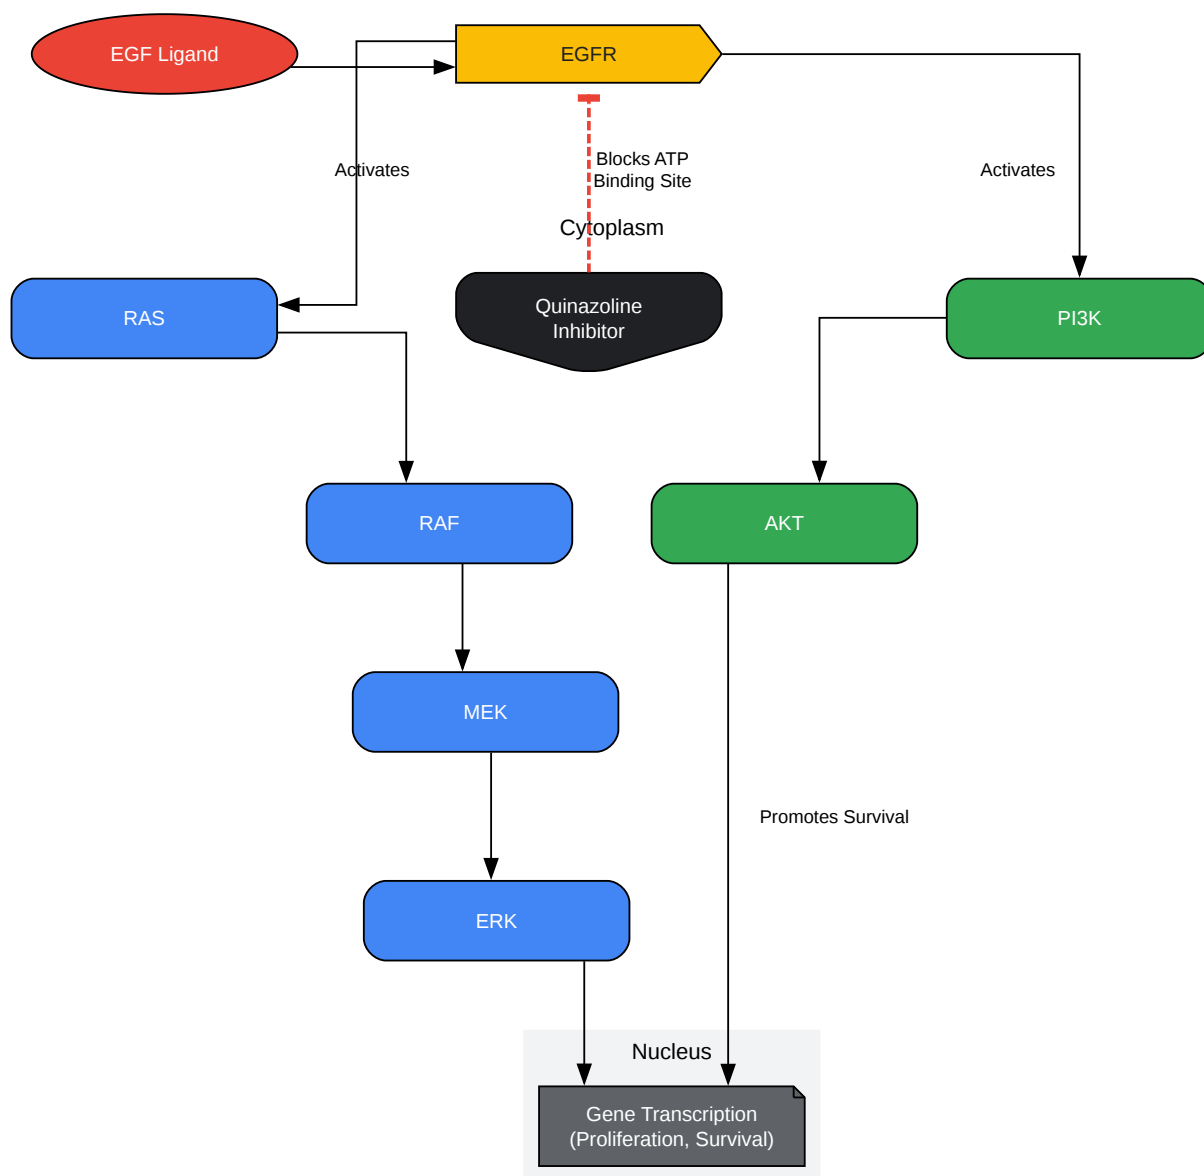 EGF Ligand
EGFR
Activates
Blocks ATP
Binding Site
Activates
Cytoplasm
RAS
Quinazoline
Inhibitor
PI3K
RAF
AKT
MEK
Promotes Survival
ERK
Nucleus
Gene Transcription
(Proliferation, Survival)